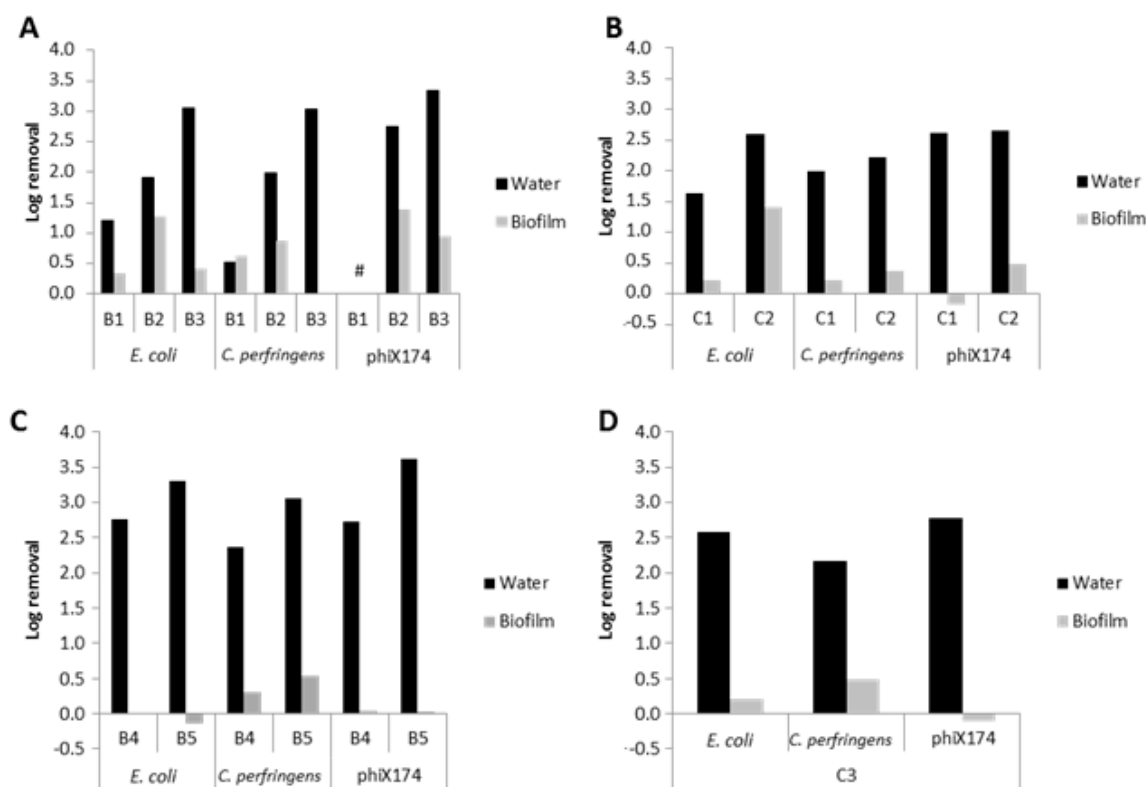 A
Log removal
4.0
3.5
3.0
2.5
2.0
1.5
1.0
0.5
0.0
#
B1 B2 B3 B1 B2 B3 B1 B2 B3
E. coli C. perfringens phiX174
Water
Biofilm
B
Log removal
4.0
3.5
3.0
2.5
2.0
1.5
1.0
0.5
0.0
-0.5
C1 C2 C1 C2 C1 C2
E. coli C. perfringens phiX174
Water
Biofilm
C
Log removal
4.0
3.5
3.0
2.5
2.0
1.5
1.0
0.5
0.0
-0.5
B4 B5 B4 B5 B4 B5
E. coli C. perfringens phiX174
Water
Biofilm
D
Log removal
4.0
3.5
3.0
2.5
2.0
1.5
1.0
0.5
0.0
-0.5
E. coli C. perfringens phiX174
C3
Water
Biofilm